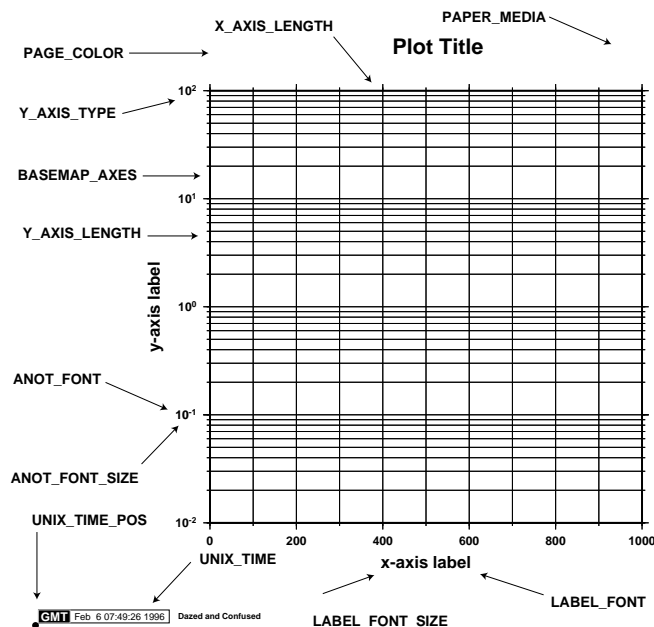 X_AXIS_LENGTH
PAPER_MEDIA
Plot Title
PAGE_COLOR
10²
Y_AXIS_TYPE
BASEMAP_AXES
10¹
Y_AXIS_LENGTH
y-axis label
10⁰
ANOT_FONT
10⁻¹
ANOT_FONT_SIZE
UNIX_TIME_POS
10⁻²
0 200 400 600 800 1000
UNIX_TIME
x-axis label
LABEL_FONT
GMT Feb 6 07:49:26 1996 Dazed and Confused
LABEL_FONT_SIZE